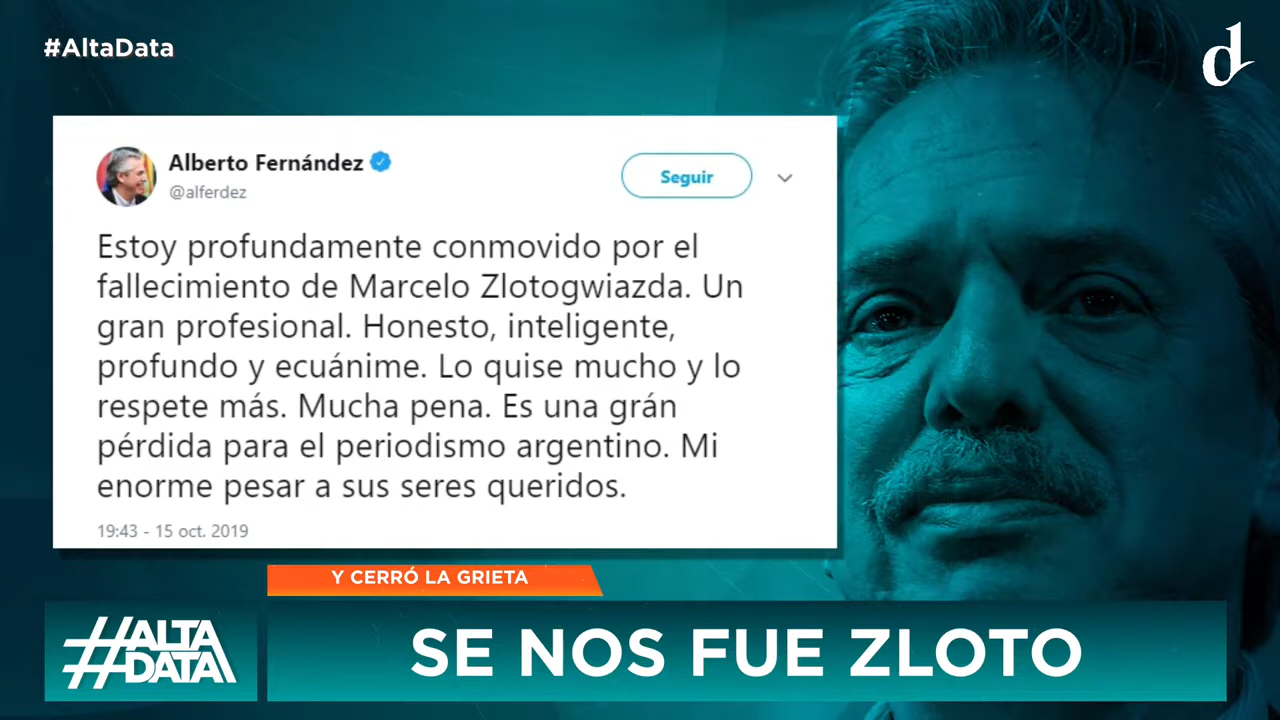 #AltaData
d
Alberto Fernández
@alferdez
Seguir
Estoy profundamente conmovido por el
fallecimiento de Marcelo Zlotogwiazda. Un
gran profesional. Honesto, inteligente,
profundo y ecuánime. Lo quise mucho y lo
respete más. Mucha pena. Es una grán
pérdida para el periodismo argentino. Mi
enorme pesar a sus seres queridos.
19:43 - 15 oct. 2019
Y CERRÓ LA GRIETA
#ALTA
DATA
SE NOS FUE ZLOTO